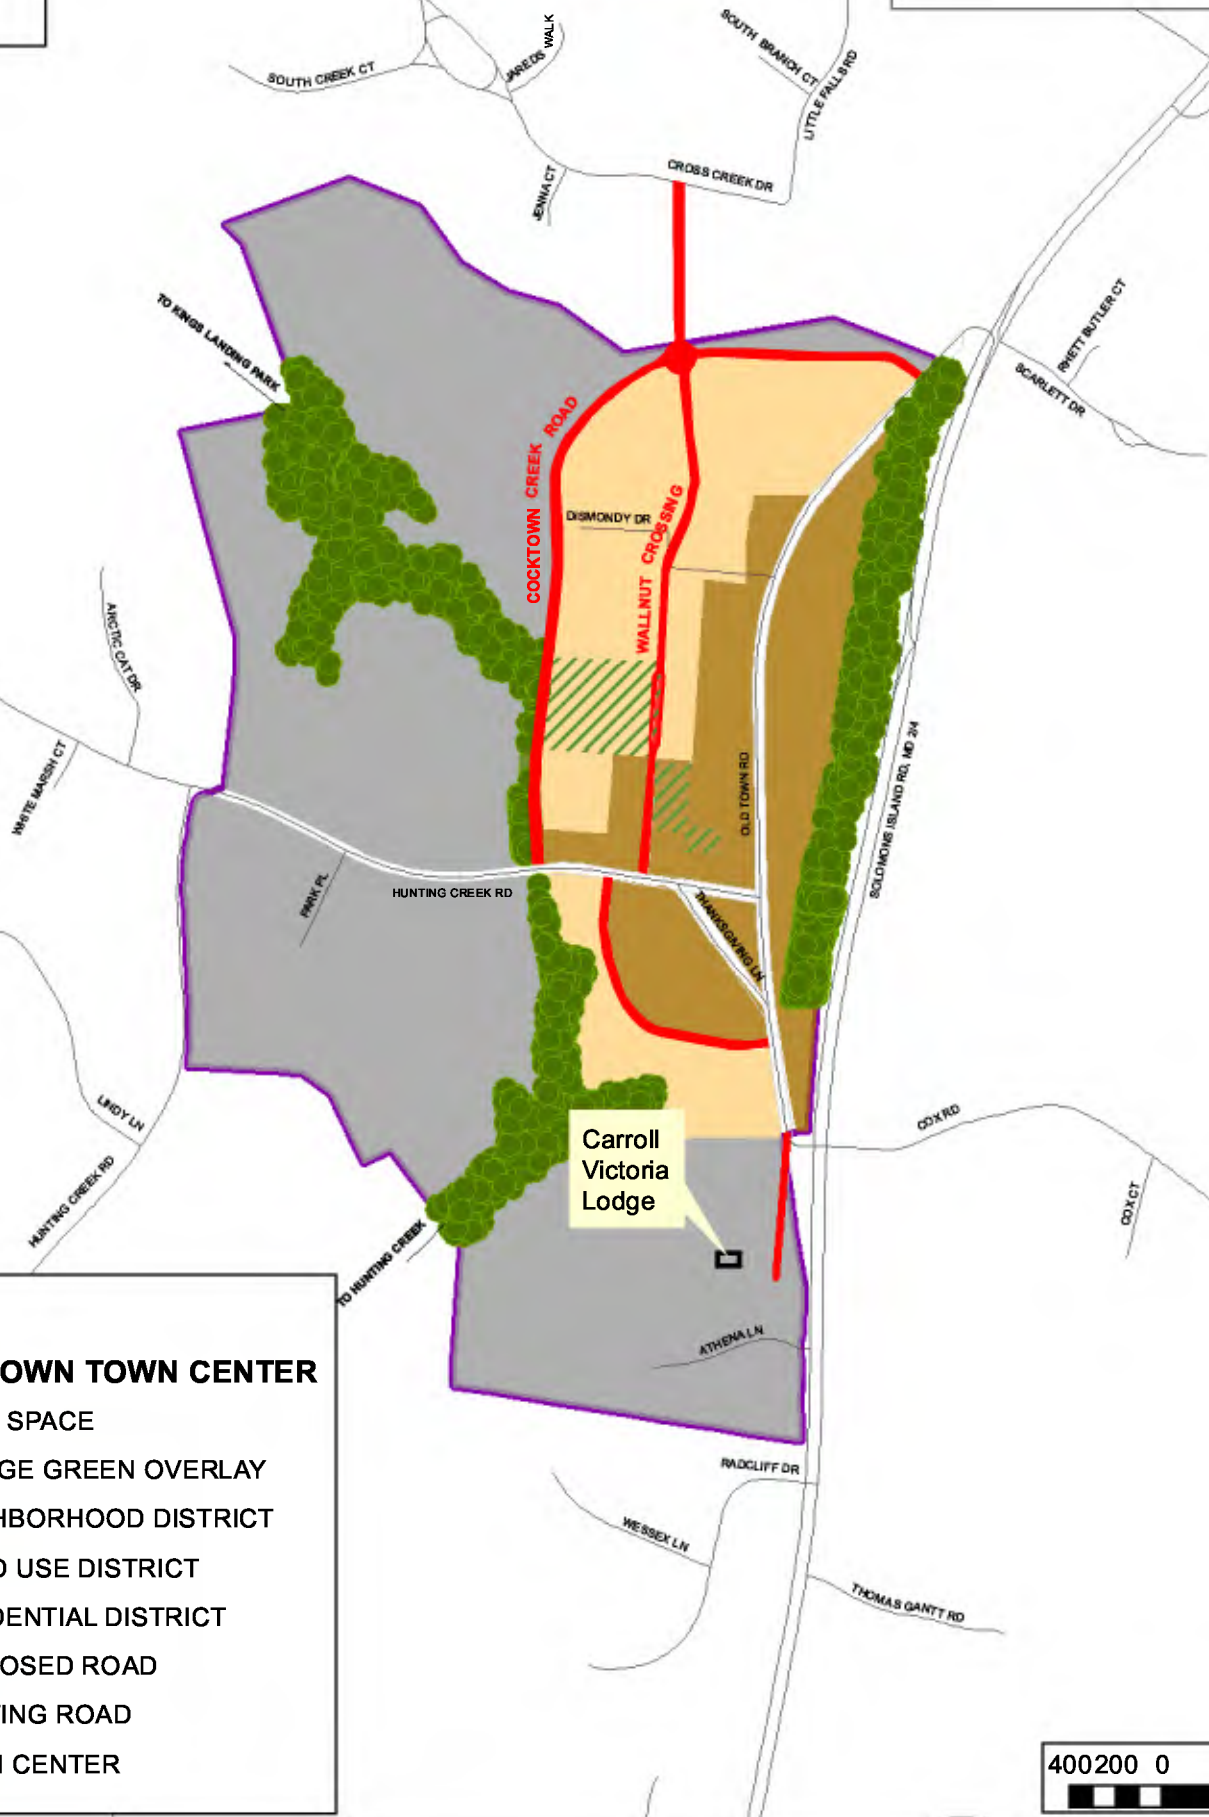 WALK
JAREDS
SOUTH CREEK CT
SOUTH BRANCH CT
LITTLE FALLS RD
CROSS CREEK DR
JENNA CT
TO KINGS LANDING PARK
RHETT BUTLER CT
SCARLETT DR
COCKTOWN CREEK ROAD
DISMONDY DR
WALLNUT CROSSING
ARCTIC CAT DR
WHITE MARSH CT
OLD TOWN RD
SOLOMONS ISLAND RD, MD 2/4
PARK PL
HUNTING CREEK RD
THANKSGIVING LN
LINDY LN
HUNTING CREEK RD
COX RD
COX CT
Carroll
Victoria
Lodge
TO HUNTING CREEK
ATHENA LN
RADCLIFF DR
WESSEX LN
THOMAS GANTT RD
OWN TOWN CENTER
SPACE
GE GREEN OVERLAY
HBORHOOD DISTRICT
D USE DISTRICT
DENTIAL DISTRICT
OSED ROAD
TING ROAD
N CENTER
400200 0